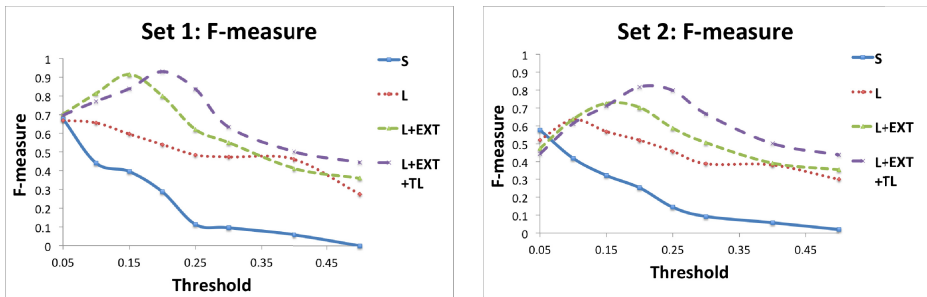 Set 1: F-measure
F-measure
1
0.9
0.8
0.7
0.6
0.5
0.4
0.3
0.2
0.1
0
0.05
0.15
0.25
0.35
0.45
Threshold
S
L
L+EXT
L+EXT
+TL
Set 2: F-measure
F-measure
1
0.9
0.8
0.7
0.6
0.5
0.4
0.3
0.2
0.1
0
0.05
0.15
0.25
0.35
0.45
Threshold
S
L
L+EXT
L+EXT
+TL